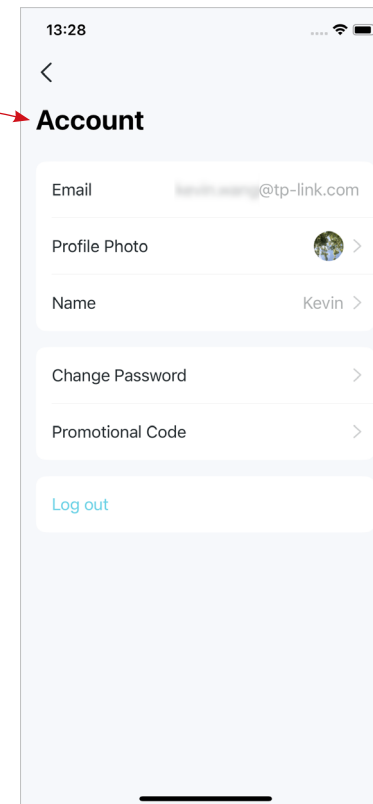 13:28
Account
Email @tp-link.com
Profile Photo
Name Kevin
Change Password
Promotional Code
Log out